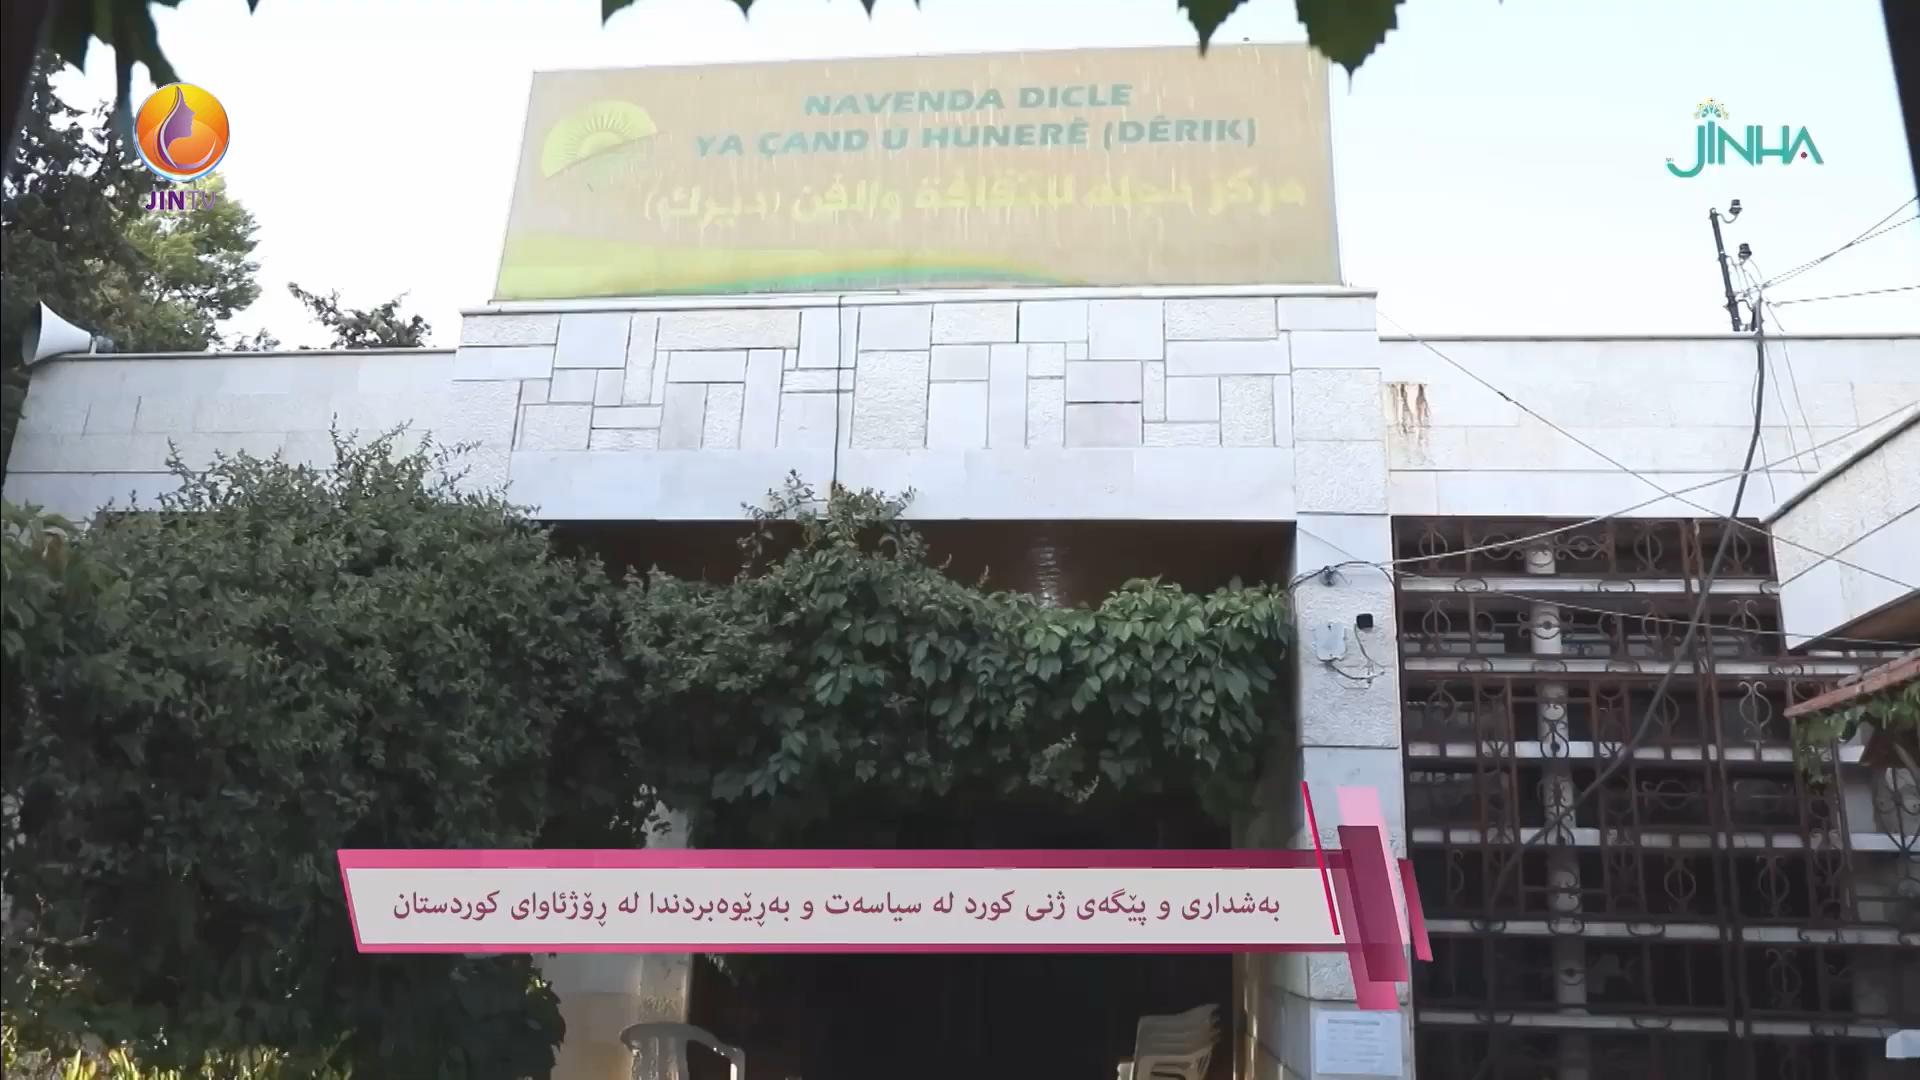 NAVENDA DICLE
YA ÇAND U HUNERÊ (DÊRIK)
مركز دجلة للثقافة والفن (ديرك)
JINTV
JINHA
بەشداری و پێگەی ژنی کورد لە سیاسەت و بەڕێوەبردندا لە ڕۆژئاوای کوردستان